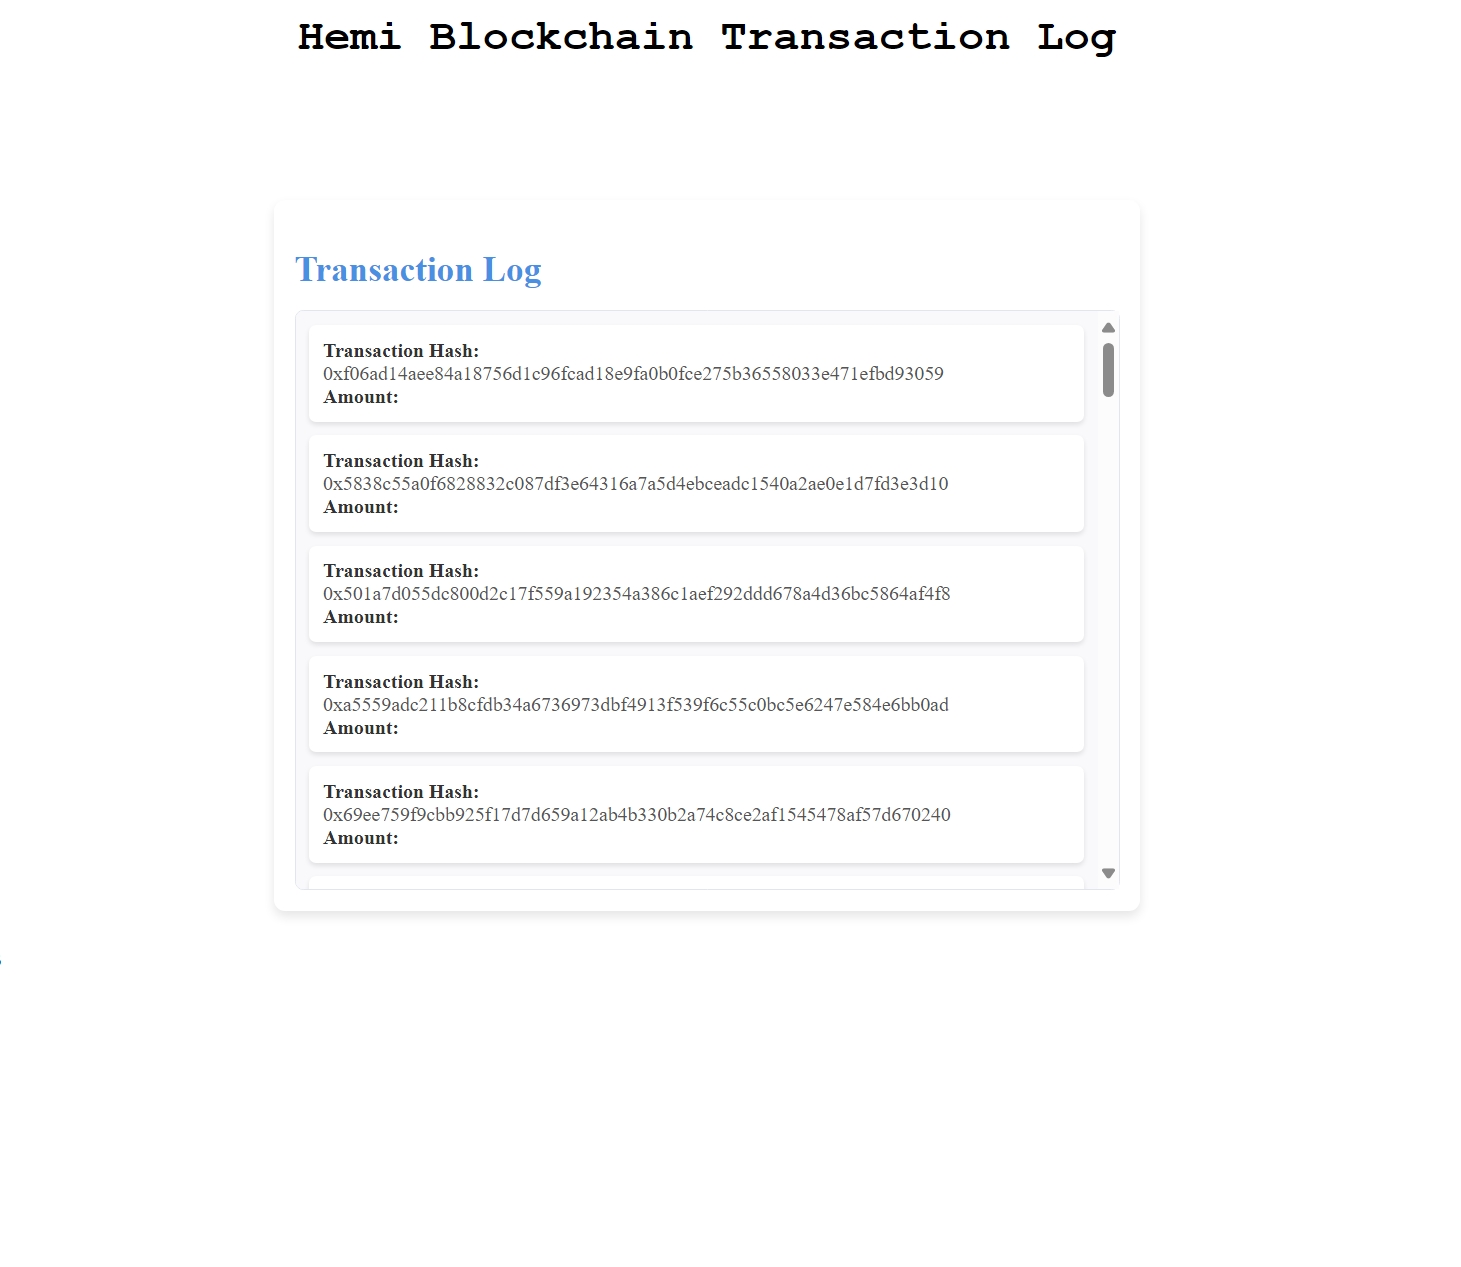 Hemi Blockchain Transaction Log
Transaction Log
Transaction Hash:
0xf06ad14aee84a18756d1c96fcad18e9fa0b0fce275b36558033e471efbd93059
Amount:
Transaction Hash:
0x5838c55a0f6828832c087df3e64316a7a5d4ebceadc1540a2ae0e1d7fd3e3d10
Amount:
Transaction Hash:
0x501a7d055dc800d2c17f559a192354a386c1aef292ddd678a4d36bc5864af4f8
Amount:
Transaction Hash:
0xa5559adc211b8cfdb34a6736973dbf4913f539f6c55c0bc5e6247e584e6bb0ad
Amount:
Transaction Hash:
0x69ee759f9cbb925f17d7d659a12ab4b330b2a74c8ce2af1545478af57d670240
Amount: